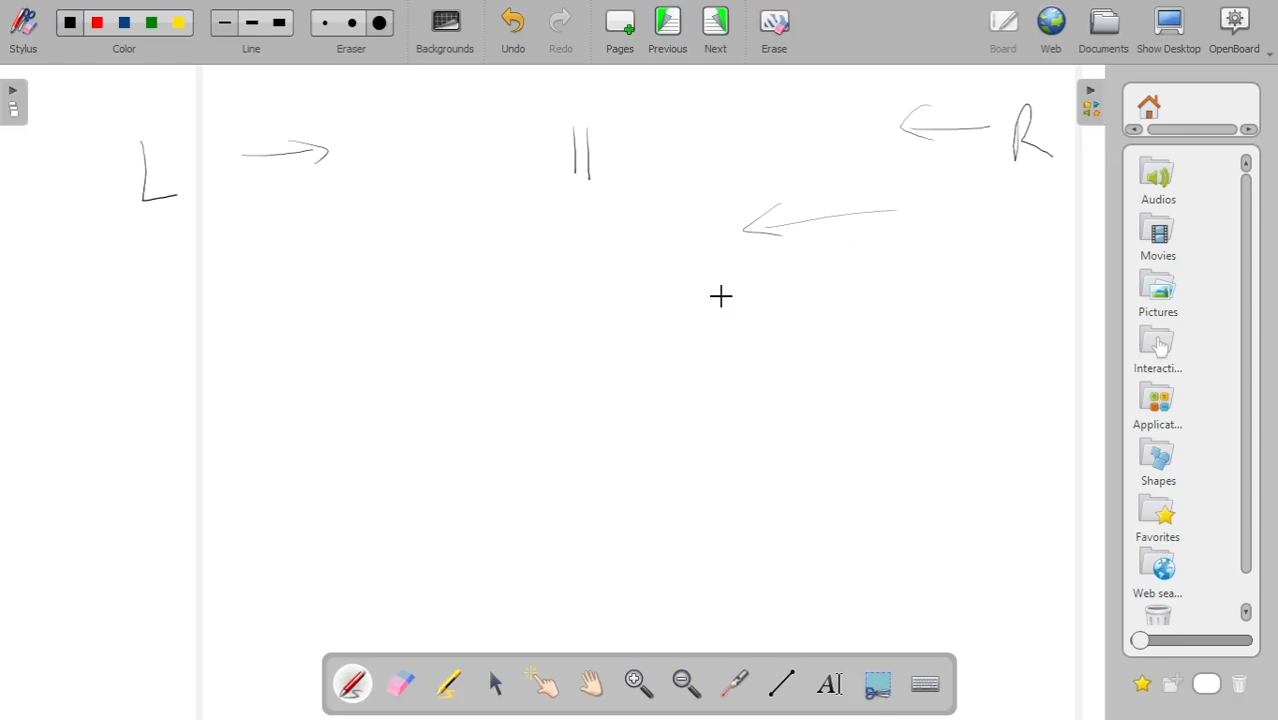 Stylus Color Line Eraser Backgrounds Undo Redo Pages Previous Next Erase Board Web Documents Show Desktop OpenBoard
L → || ← R
←
Audios
Movies
Pictures
Interacti...
Applicat...
Shapes
Favorites
Web sea...
A